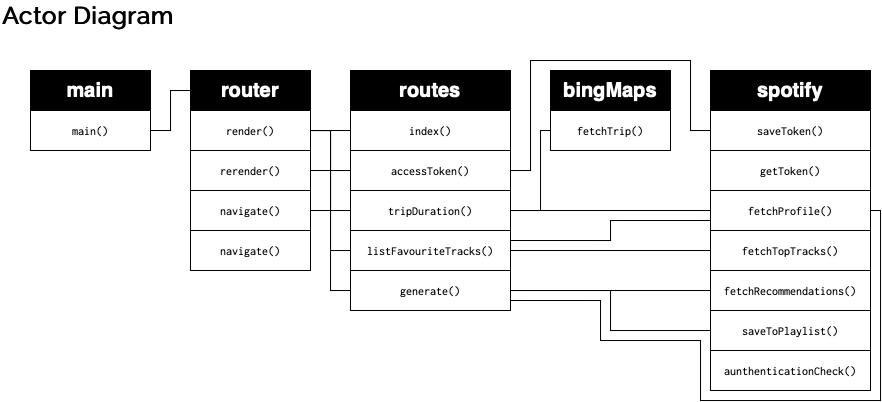 Actor Diagram
main
main()
router
render()
rerender()
navigate()
navigate()
routes
index()
accessToken()
tripDuration()
listFavouriteTracks()
generate()
bingMaps
fetchTrip()
spotify
saveToken()
getToken()
fetchProfile()
fetchTopTracks()
fetchRecommendations()
saveToPlaylist()
aunthenticationCheck()